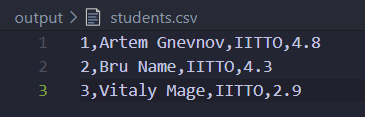 output > students.csv
1 1,Artem Gnevnov,IITTO,4.8
2 2,Bru Name,IITTO,4.3
3 3,Vitaly Mage,IITTO,2.9